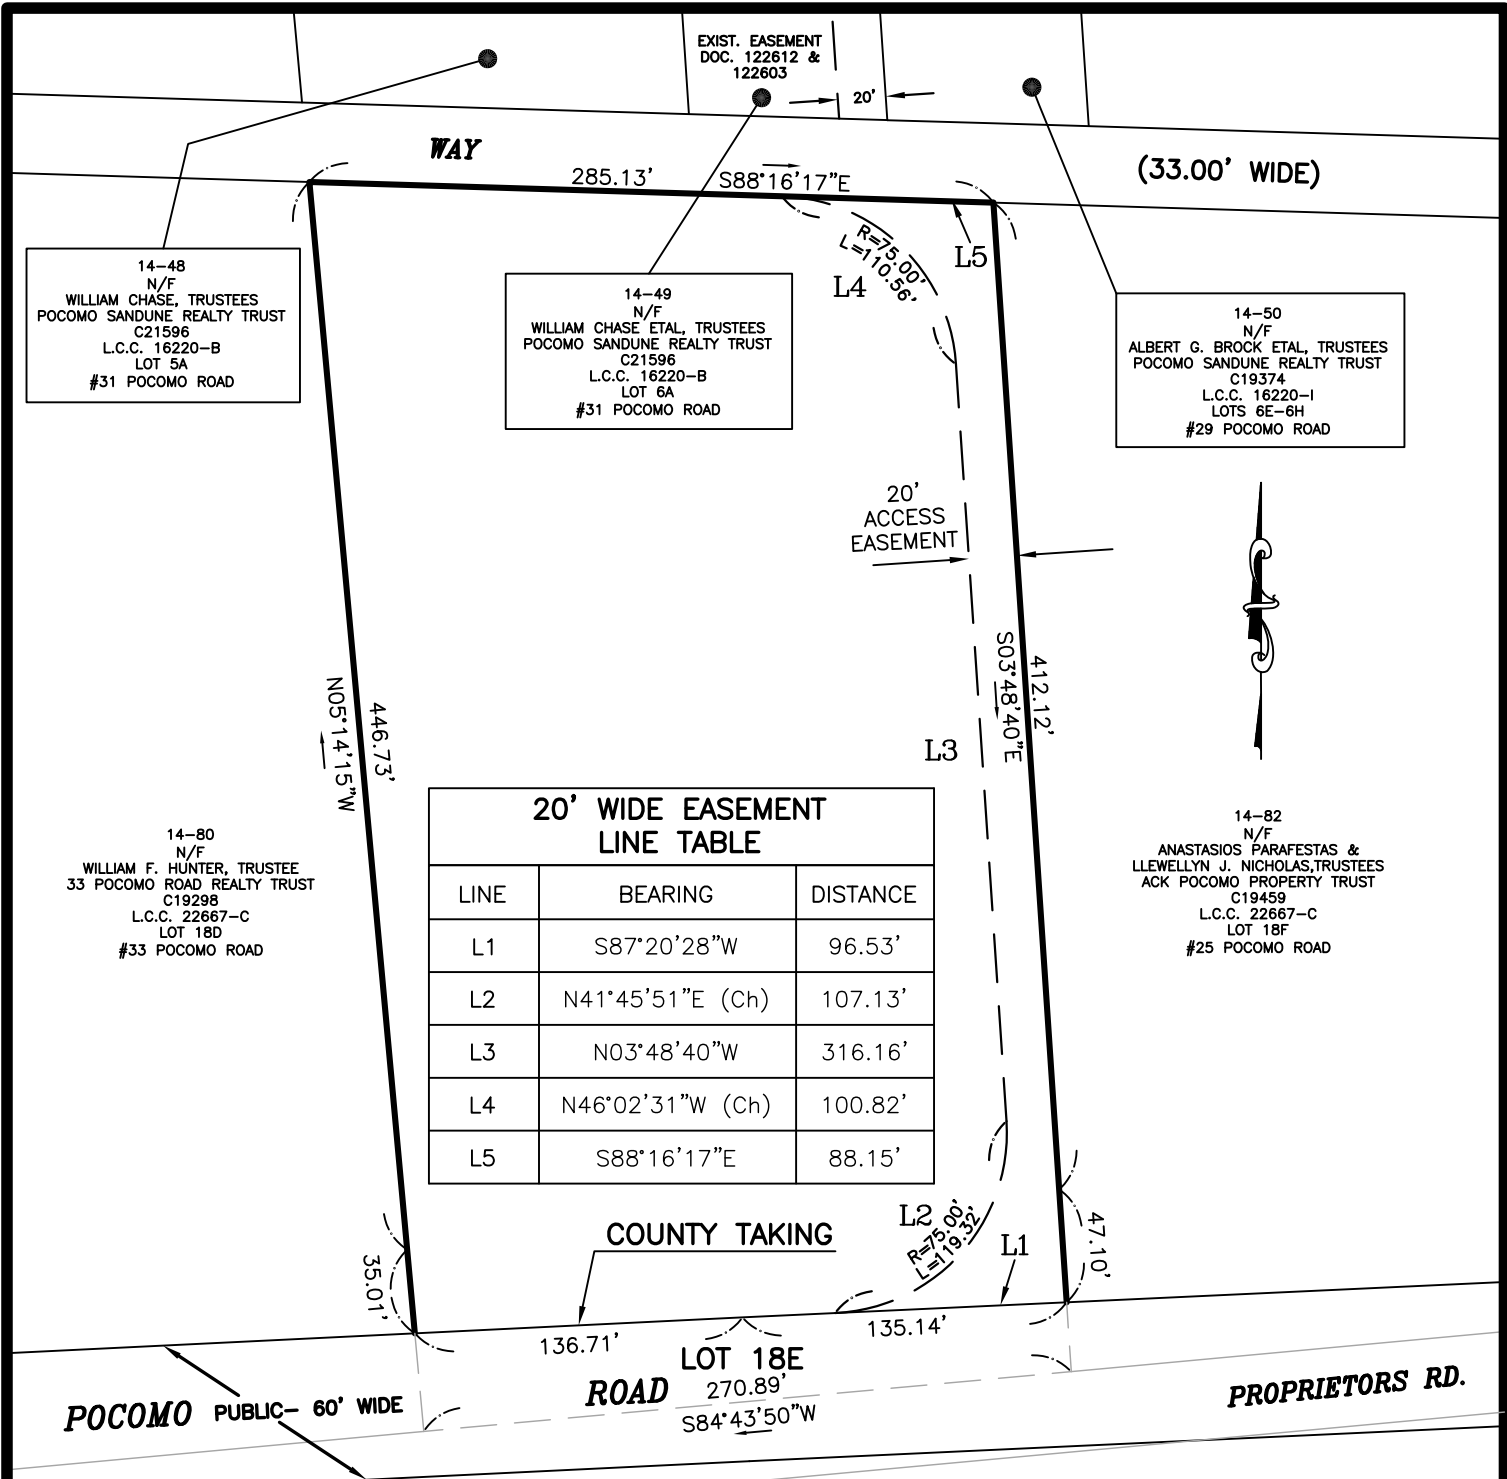 EXIST. EASEMENT
DOC. 122612 &
122603
20'
WAY
(33.00' WIDE)
285.13'
S88°16'17"E
R=75.00'
L=110.56'
L5
L4
14-48
N/F
WILLIAM CHASE, TRUSTEES
POCOMO SANDUNE REALTY TRUST
C21596
L.C.C. 16220-B
LOT 5A
#31 POCOMO ROAD
14-49
N/F
WILLIAM CHASE ETAL, TRUSTEES
POCOMO SANDUNE REALTY TRUST
C21596
L.C.C. 16220-B
LOT 6A
#31 POCOMO ROAD
14-50
N/F
ALBERT G. BROCK ETAL, TRUSTEES
POCOMO SANDUNE REALTY TRUST
C19374
L.C.C. 16220-I
LOTS 6E-6H
#29 POCOMO ROAD
20'
ACCESS
EASEMENT
S03°48'40"E
412.12'
N05°14'15"W
446.73'
L3
14-80
N/F
WILLIAM F. HUNTER, TRUSTEE
33 POCOMO ROAD REALTY TRUST
C19298
L.C.C. 22667-C
LOT 18D
#33 POCOMO ROAD
20' WIDE EASEMENT
LINE TABLE
LINE BEARING DISTANCE
L1 S87°20'28"W 96.53'
L2 N41°45'51"E (Ch) 107.13'
L3 N03°48'40"W 316.16'
L4 N46°02'31"W (Ch) 100.82'
L5 S88°16'17"E 88.15'
14-82
N/F
ANASTASIOS PARAFESTAS &
LLEWELLYN J. NICHOLAS,TRUSTEES
ACK POCOMO PROPERTY TRUST
C19459
L.C.C. 22667-C
LOT 18F
#25 POCOMO ROAD
L2
R=75.00'
L=119.32'
L1
47.10'
COUNTY TAKING
35.01'
136.71'
135.14'
LOT 18E
270.89'
S84°43'50"W
POCOMO
PUBLIC- 60' WIDE
ROAD
PROPRIETORS RD.